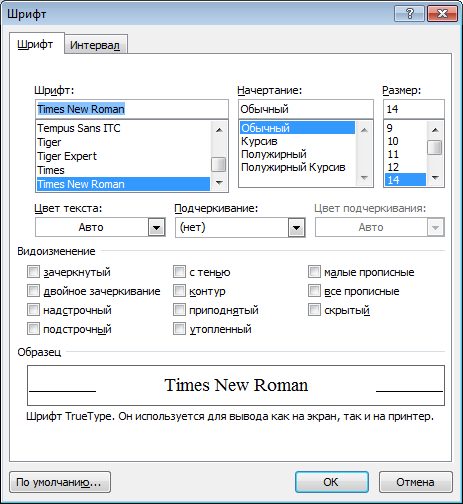 Шрифт
Шрифт Интервал
Шрифт: Начертание: Размер:
Times New Roman Обычный 14
Tempus Sans ITC Обычный 9
Tiger Курсив 10
Tiger Expert Полужирный 11
Times Полужирный Курсив 12
Times New Roman 14
Цвет текста: Подчеркивание: Цвет подчеркивания:
Авто (нет) Авто
Видоизменение
зачеркнутый с тенью малые прописные
двойное зачеркивание контур все прописные
надстрочный приподнятый скрытый
подстрочный утопленный
Образец
Times New Roman
Шрифт TrueType. Он используется для вывода как на экран, так и на принтер.
По умолчанию... ОК Отмена